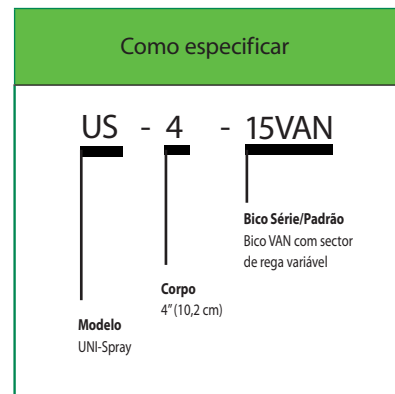 Como especificar
US - 4 - 15VAN
Bico Série/Padrão
Bico VAN com sector
de rega variável
Corpo
4” (10,2 cm)
Modelo
UNI-Spray